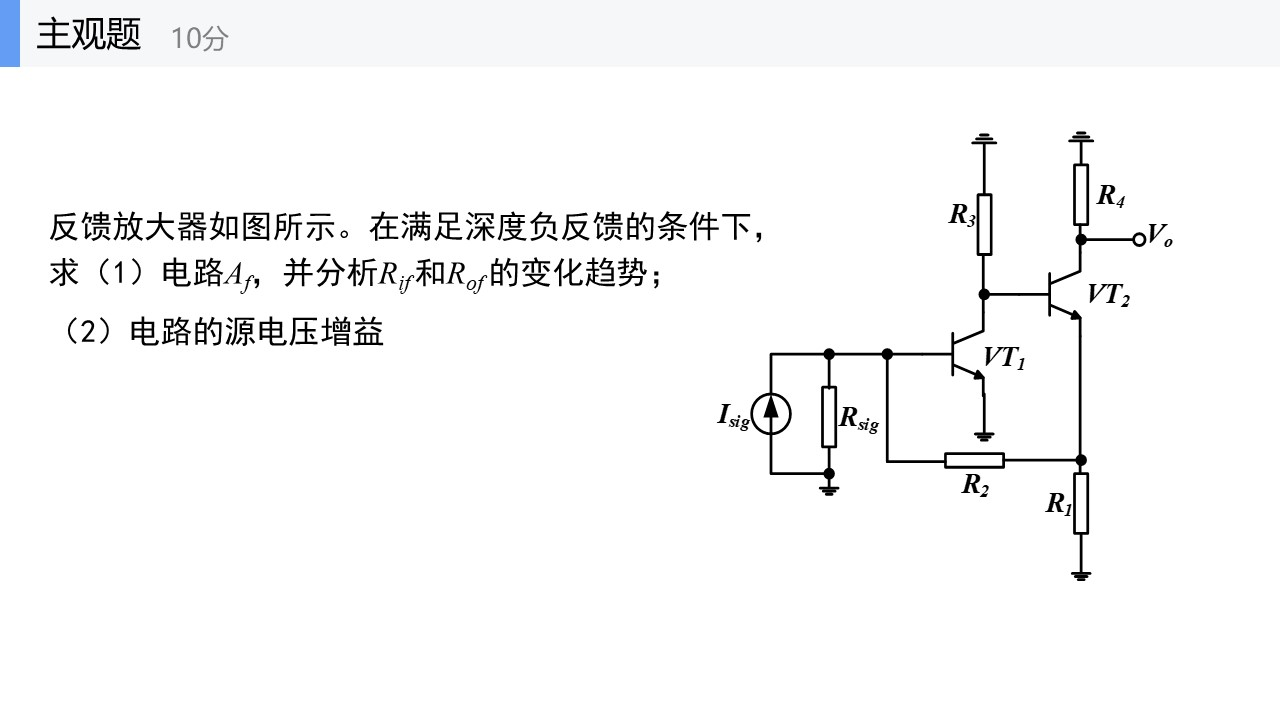 主观题 10分
反馈放大器如图所示。在满足深度负反馈的条件下，
求（1）电路Af，并分析Rif和Rof的变化趋势；
（2）电路的源电压增益
R3
R4
Vo
VT2
VT1
Isig
Rsig
R2
R1